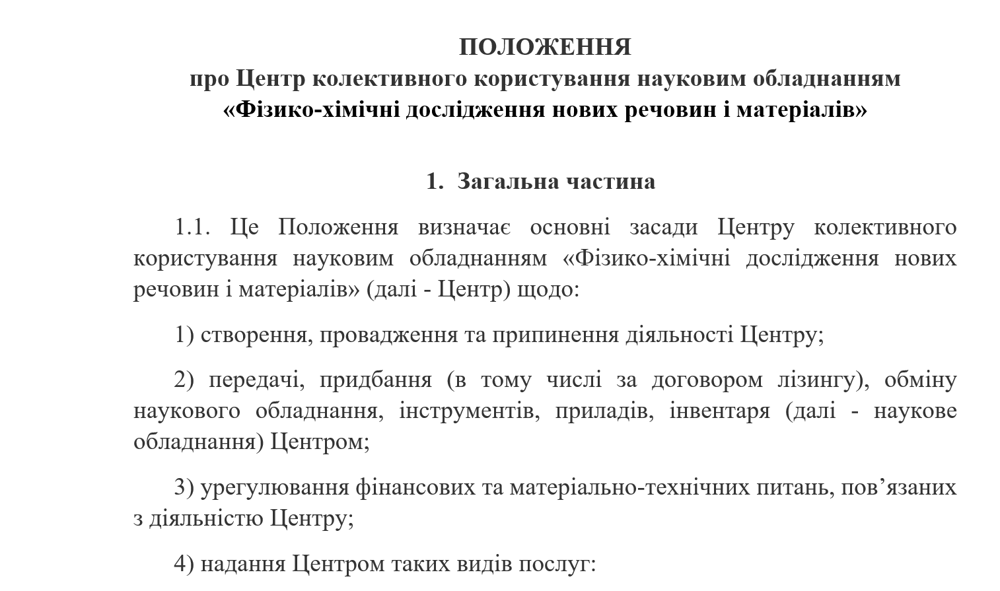 ПОЛОЖЕННЯ
про Центр колективного користування науковим обладнанням
«Фізико-хімічні дослідження нових речовин і матеріалів»
1. Загальна частина
1.1. Це Положення визначає основні засади Центру колективного
користування науковим обладнанням «Фізико-хімічні дослідження нових
речовин і матеріалів» (далі - Центр) щодо:
1) створення, провадження та припинення діяльності Центру;
2) передачі, придбання (в тому числі за договором лізингу), обміну
наукового обладнання, інструментів, приладів, інвентаря (далі - наукове
обладнання) Центром;
3) урегулювання фінансових та матеріально-технічних питань, пов’язаних
з діяльністю Центру;
4) надання Центром таких видів послуг: